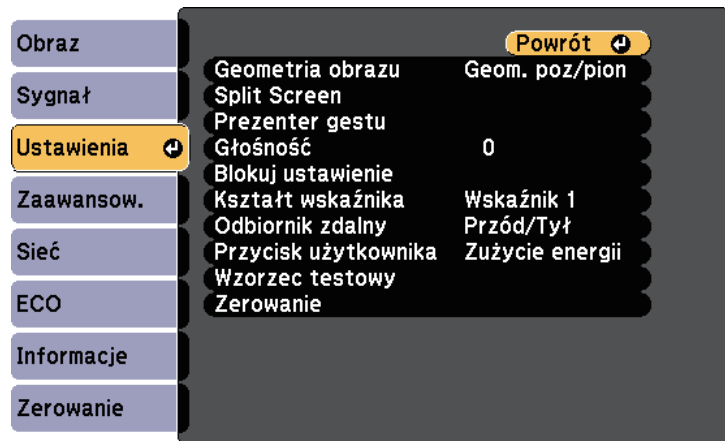 Obraz
Sygnał
Ustawienia
Zaawansow.
Sieć
ECO
Informacje
Zerowanie
Powrót
Geometria obrazu Geom. poz/pion
Split Screen
Prezenter gestu
Głośność 0
Blokuj ustawienie
Kształt wskaźnika Wskaźnik 1
Odbiornik zdalny Przód/Tył
Przycisk użytkownika Zużycie energii
Wzorzec testowy
Zerowanie